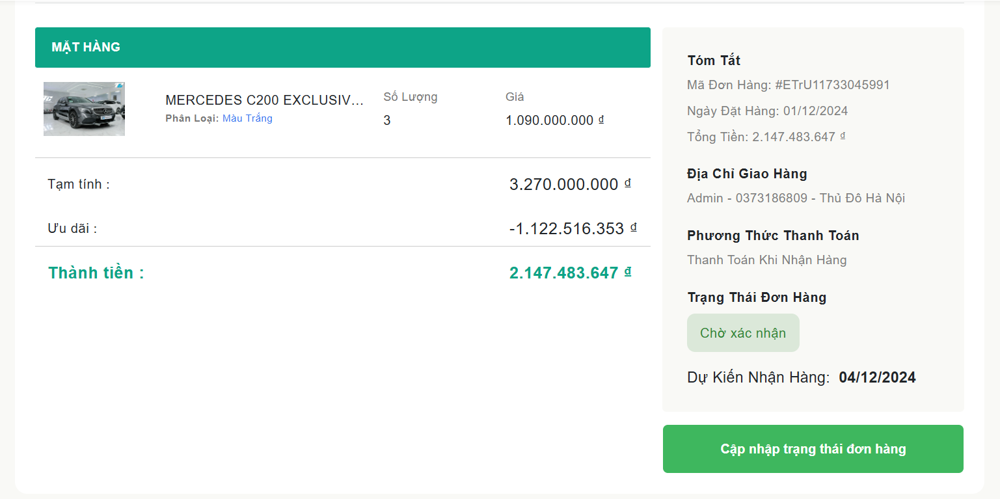 MẶT HÀNG
MERCEDES C200 EXCLUSIV...
Phân Loại: Màu Trắng
Số Lượng
3
Giá
1.090.000.000 ₫
Tạm tính :
3.270.000.000 ₫
Ưu dãi :
-1.122.516.353 ₫
Thành tiền :
2.147.483.647 ₫
Tóm Tắt
Mã Đơn Hàng: #ETrU11733045991
Ngày Đặt Hàng: 01/12/2024
Tổng Tiền: 2.147.483.647 ₫
Địa Chỉ Giao Hàng
Admin - 0373186809 - Thủ Đô Hà Nội
Phương Thức Thanh Toán
Thanh Toán Khi Nhận Hàng
Trạng Thái Đơn Hàng
Chờ xác nhận
Dự Kiến Nhận Hàng: 04/12/2024
Cập nhập trạng thái đơn hàng